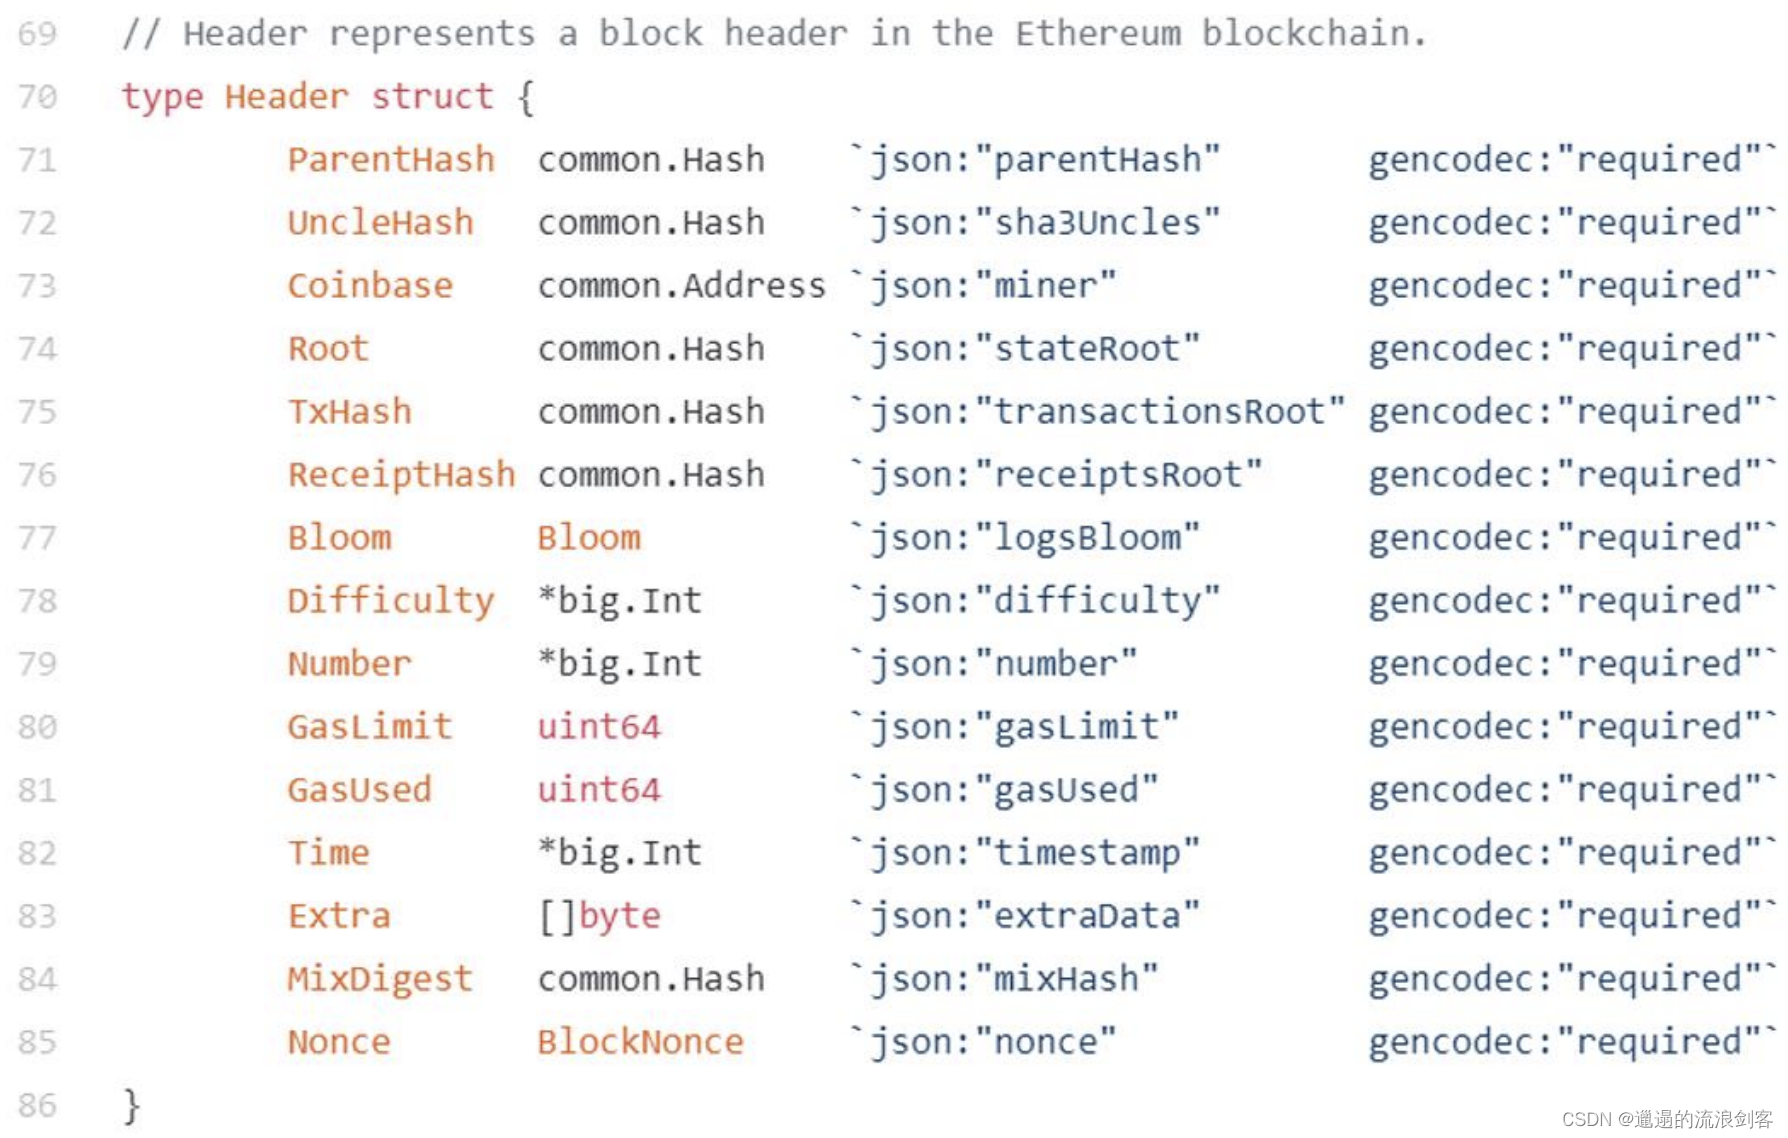 69 // Header represents a block header in the Ethereum blockchain.
70 type Header struct {
71 ParentHash common.Hash `json:"parentHash" gencodec:"required"`
72 UncleHash common.Hash `json:"sha3Uncles" gencodec:"required"`
73 Coinbase common.Address `json:"miner" gencodec:"required"`
74 Root common.Hash `json:"stateRoot" gencodec:"required"`
75 TxHash common.Hash `json:"transactionsRoot" gencodec:"required"`
76 ReceiptHash common.Hash `json:"receiptsRoot" gencodec:"required"`
77 Bloom Bloom `json:"logsBloom" gencodec:"required"`
78 Difficulty *big.Int `json:"difficulty" gencodec:"required"`
79 Number *big.Int `json:"number" gencodec:"required"`
80 GasLimit uint64 `json:"gasLimit" gencodec:"required"`
81 GasUsed uint64 `json:"gasUsed" gencodec:"required"`
82 Time *big.Int `json:"timestamp" gencodec:"required"`
83 Extra []byte `json:"extraData" gencodec:"required"`
84 MixDigest common.Hash `json:"mixHash" gencodec:"required"`
85 Nonce BlockNonce `json:"nonce" gencodec:"required"`
86 }
CSDN @邋遢的流浪剑客